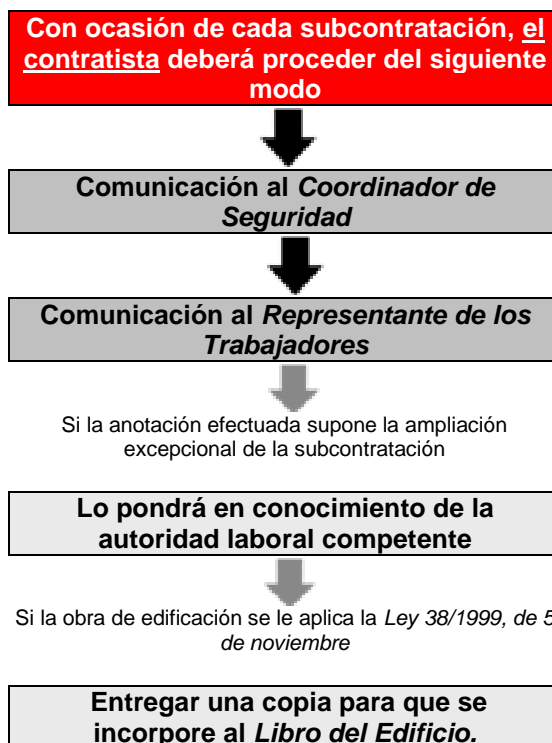 Con ocasión de cada subcontratación, el
contratista deberá proceder del siguiente
modo
Comunicación al Coordinador de
Seguridad
Comunicación al Representante de los
Trabajadores
Si la anotación efectuada supone la ampliación
excepcional de la subcontratación
Lo pondrá en conocimiento de la
autoridad laboral competente
Si la obra de edificación se le aplica la Ley 38/1999, de 5
de noviembre
Entregar una copia para que se
incorpore al Libro del Edificio.